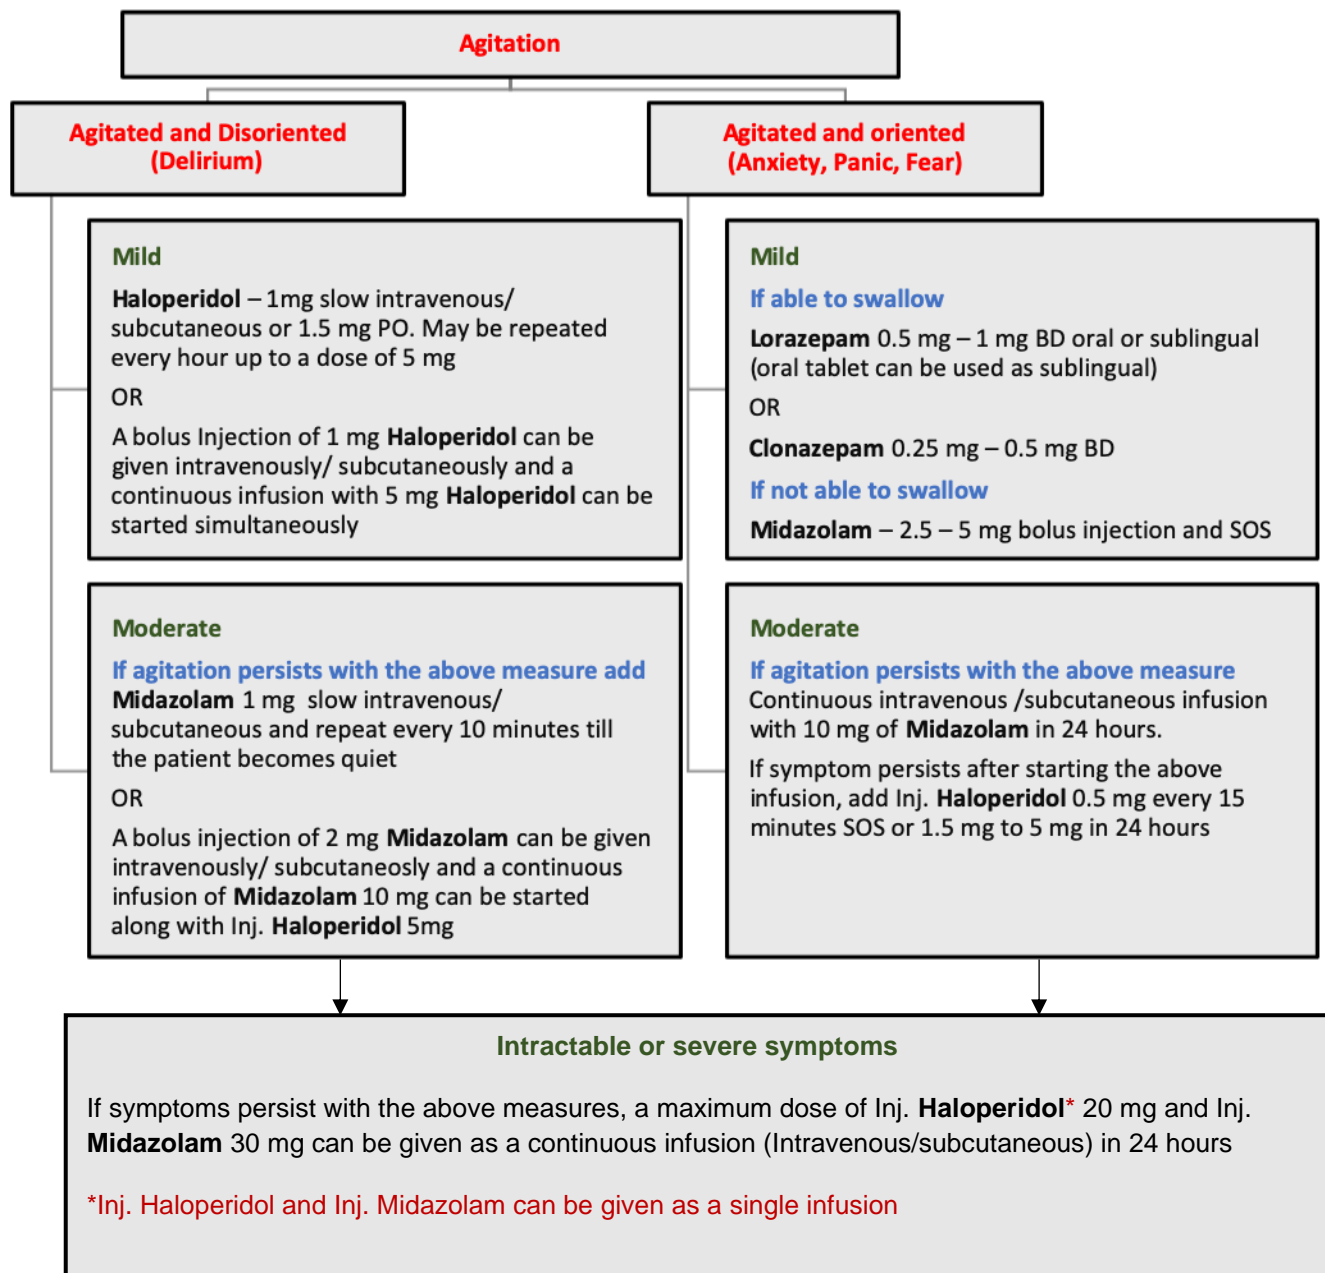 Agitation
Agitated and Disoriented
(Delirium)
Agitated and oriented
(Anxiety, Panic, Fear)
Mild
Haloperidol – 1mg slow intravenous/
subcutaneous or 1.5 mg PO. May be repeated
every hour up to a dose of 5 mg
OR
A bolus Injection of 1 mg Haloperidol can be
given intravenously/ subcutaneously and a
continuous infusion with 5 mg Haloperidol can be
started simultaneously
Mild
If able to swallow
Lorazepam 0.5 mg – 1 mg BD oral or sublingual
(oral tablet can be used as sublingual)
OR
Clonazepam 0.25 mg – 0.5 mg BD
If not able to swallow
Midazolam – 2.5 – 5 mg bolus injection and SOS
Moderate
If agitation persists with the above measure add
Midazolam 1 mg slow intravenous/
subcutaneous and repeat every 10 minutes till
the patient becomes quiet
OR
A bolus injection of 2 mg Midazolam can be given
intravenously/ subcutaneosly and a continuous
infusion of Midazolam 10 mg can be started
along with Inj. Haloperidol 5mg
Moderate
If agitation persists with the above measure
Continuous intravenous /subcutaneous infusion
with 10 mg of Midazolam in 24 hours.
If symptom persists after starting the above
infusion, add Inj. Haloperidol 0.5 mg every 15
minutes SOS or 1.5 mg to 5 mg in 24 hours
Intractable or severe symptoms
If symptoms persist with the above measures, a maximum dose of Inj. Haloperidol* 20 mg and Inj.
Midazolam 30 mg can be given as a continuous infusion (Intravenous/subcutaneous) in 24 hours
*Inj. Haloperidol and Inj. Midazolam can be given as a single infusion